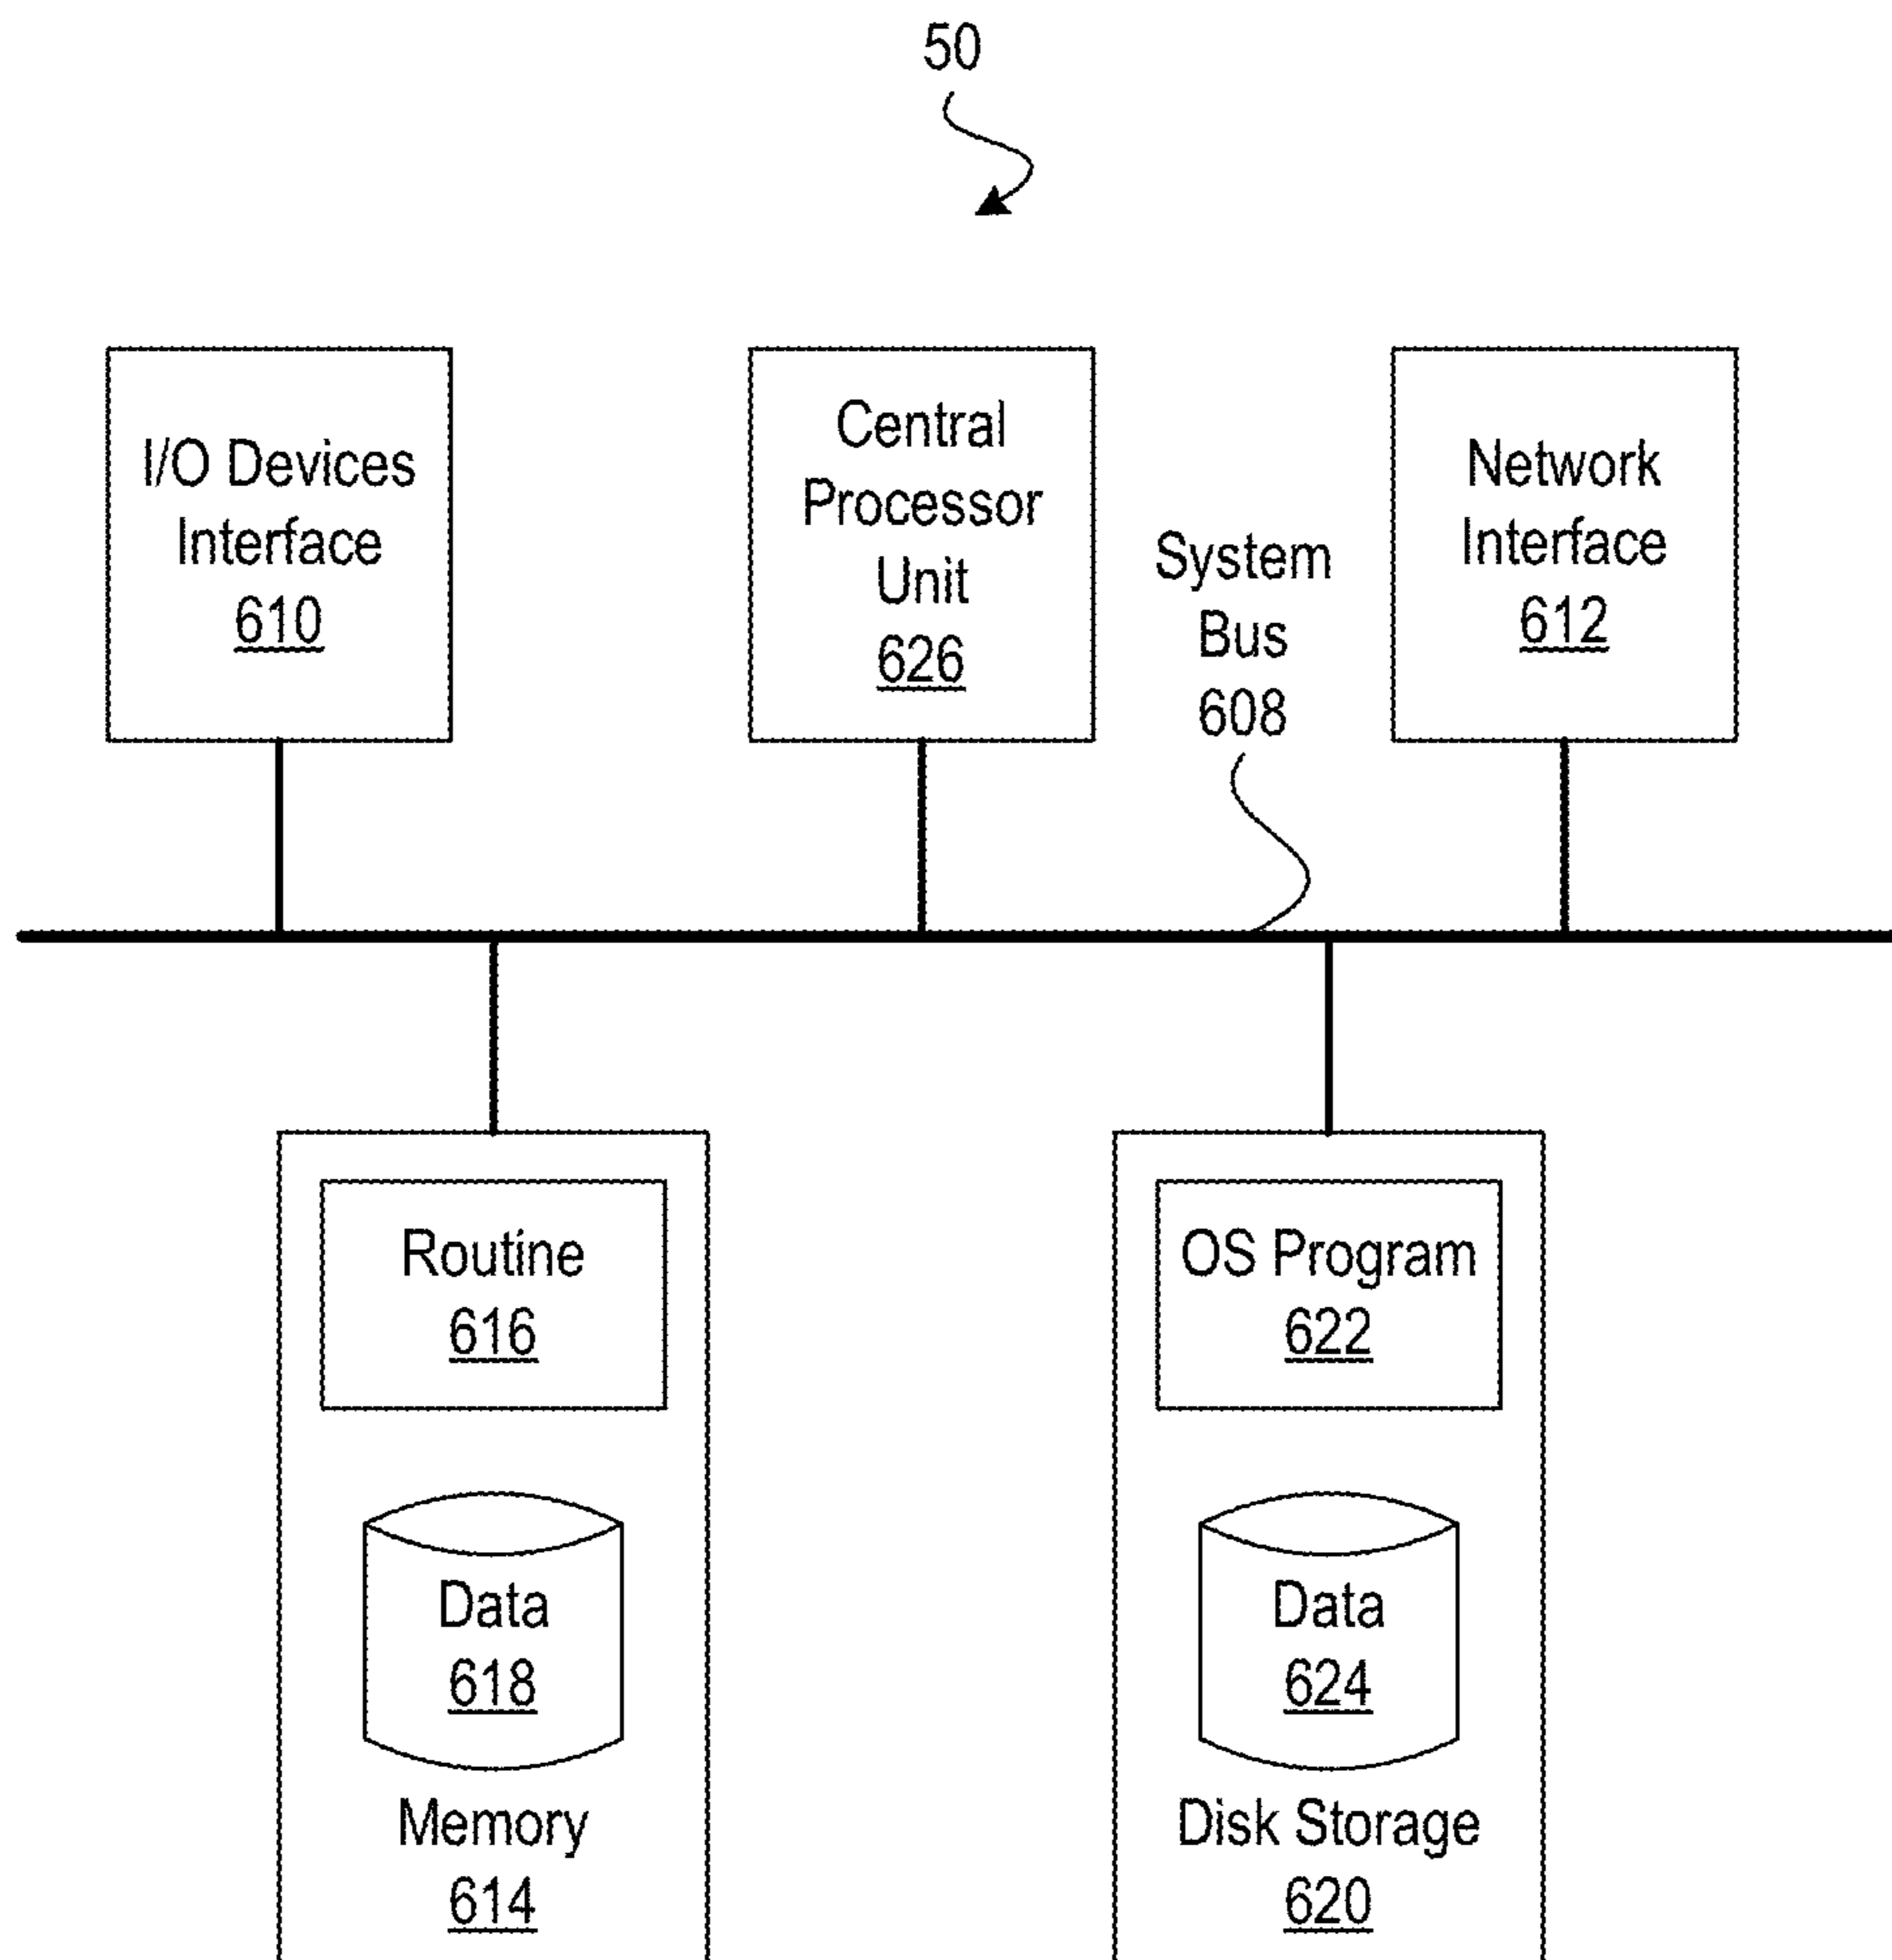 50
I/O Devices
Interface
610
Central
Processor
Unit
626
System
Bus
608
Network
Interface
612
Routine
616
Data
618
Memory
614
OS Program
622
Data
624
Disk Storage
620